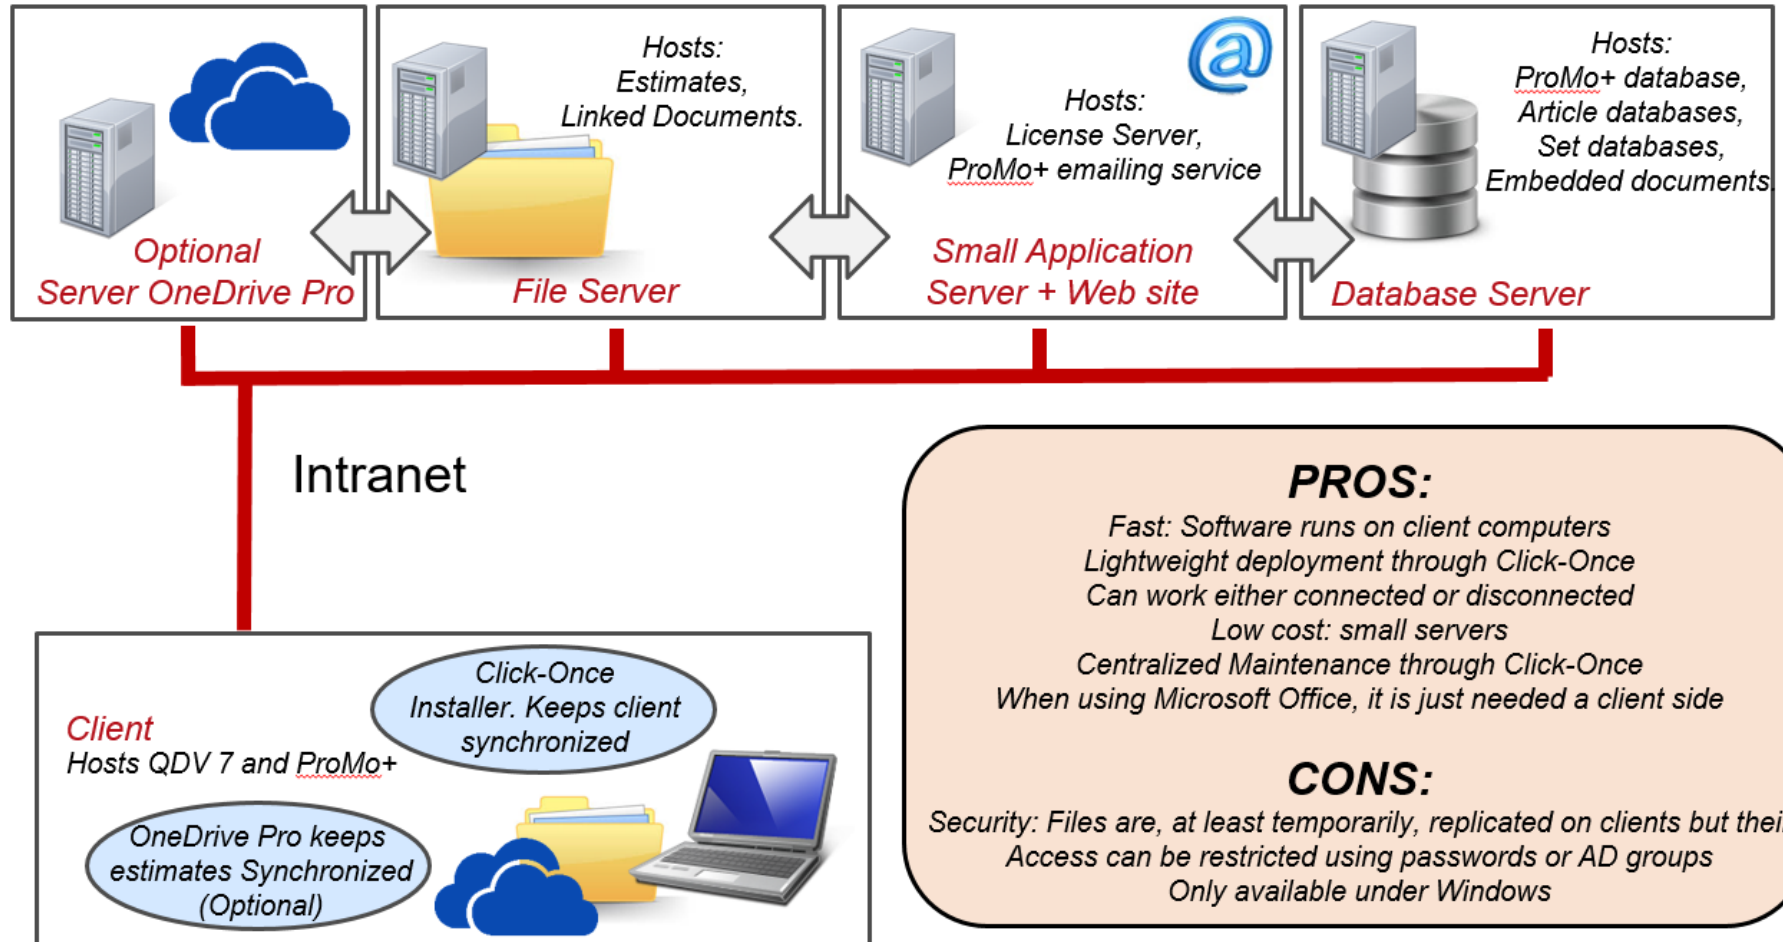 Optional
Server OneDrive Pro
Hosts:
Estimates,
Linked Documents.
File Server
@
Hosts:
License Server,
ProMo+ emailing service
Small Application
Server + Web site
Hosts:
ProMo+ database,
Article databases,
Set databases,
Embedded documents.
Database Server
Intranet
Client
Hosts QDV 7 and ProMo+
Click-Once
Installer. Keeps client
synchronized
OneDrive Pro keeps
estimates Synchronized
(Optional)
PROS:
Fast: Software runs on client computers
Lightweight deployment through Click-Once
Can work either connected or disconnected
Low cost: small servers
Centralized Maintenance through Click-Once
When using Microsoft Office, it is just needed a client side
CONS:
Security: Files are, at least temporarily, replicated on clients but their
Access can be restricted using passwords or AD groups
Only available under Windows